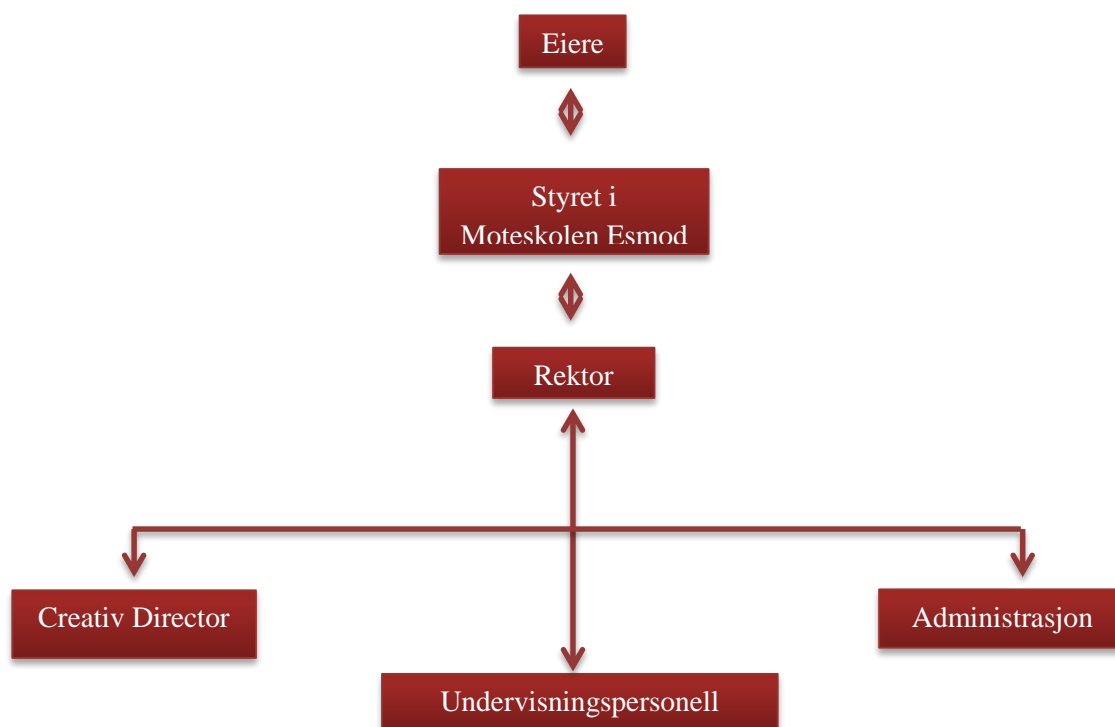 Eiere
Styret i
Moteskolen Esmod
Rektor
Creativ Director
Administrasjon
Undervisningspersonell